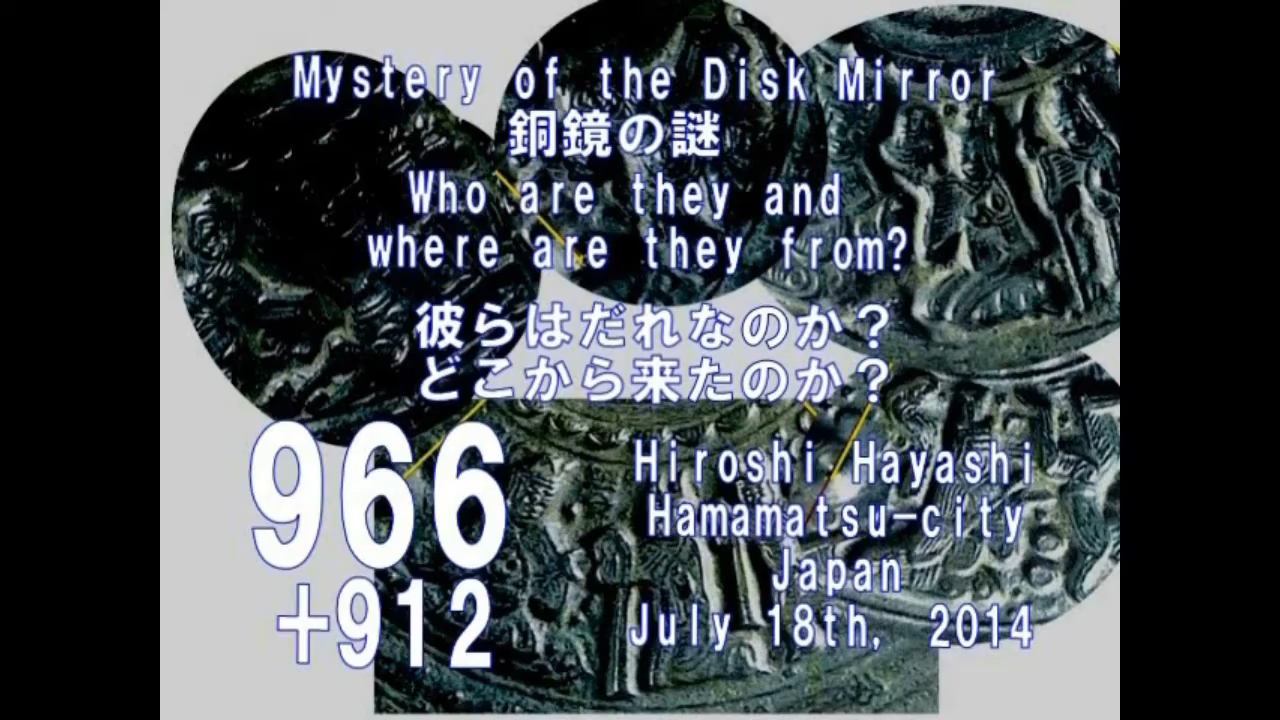 Mystery of the Disk Mirror
銅鏡の謎
Who are they and
where are they from?
彼らはだれなのか？
どこから来たのか？
966
+912
Hiroshi Hayashi
Hamamatsu-city
Japan
July 18th, 2014